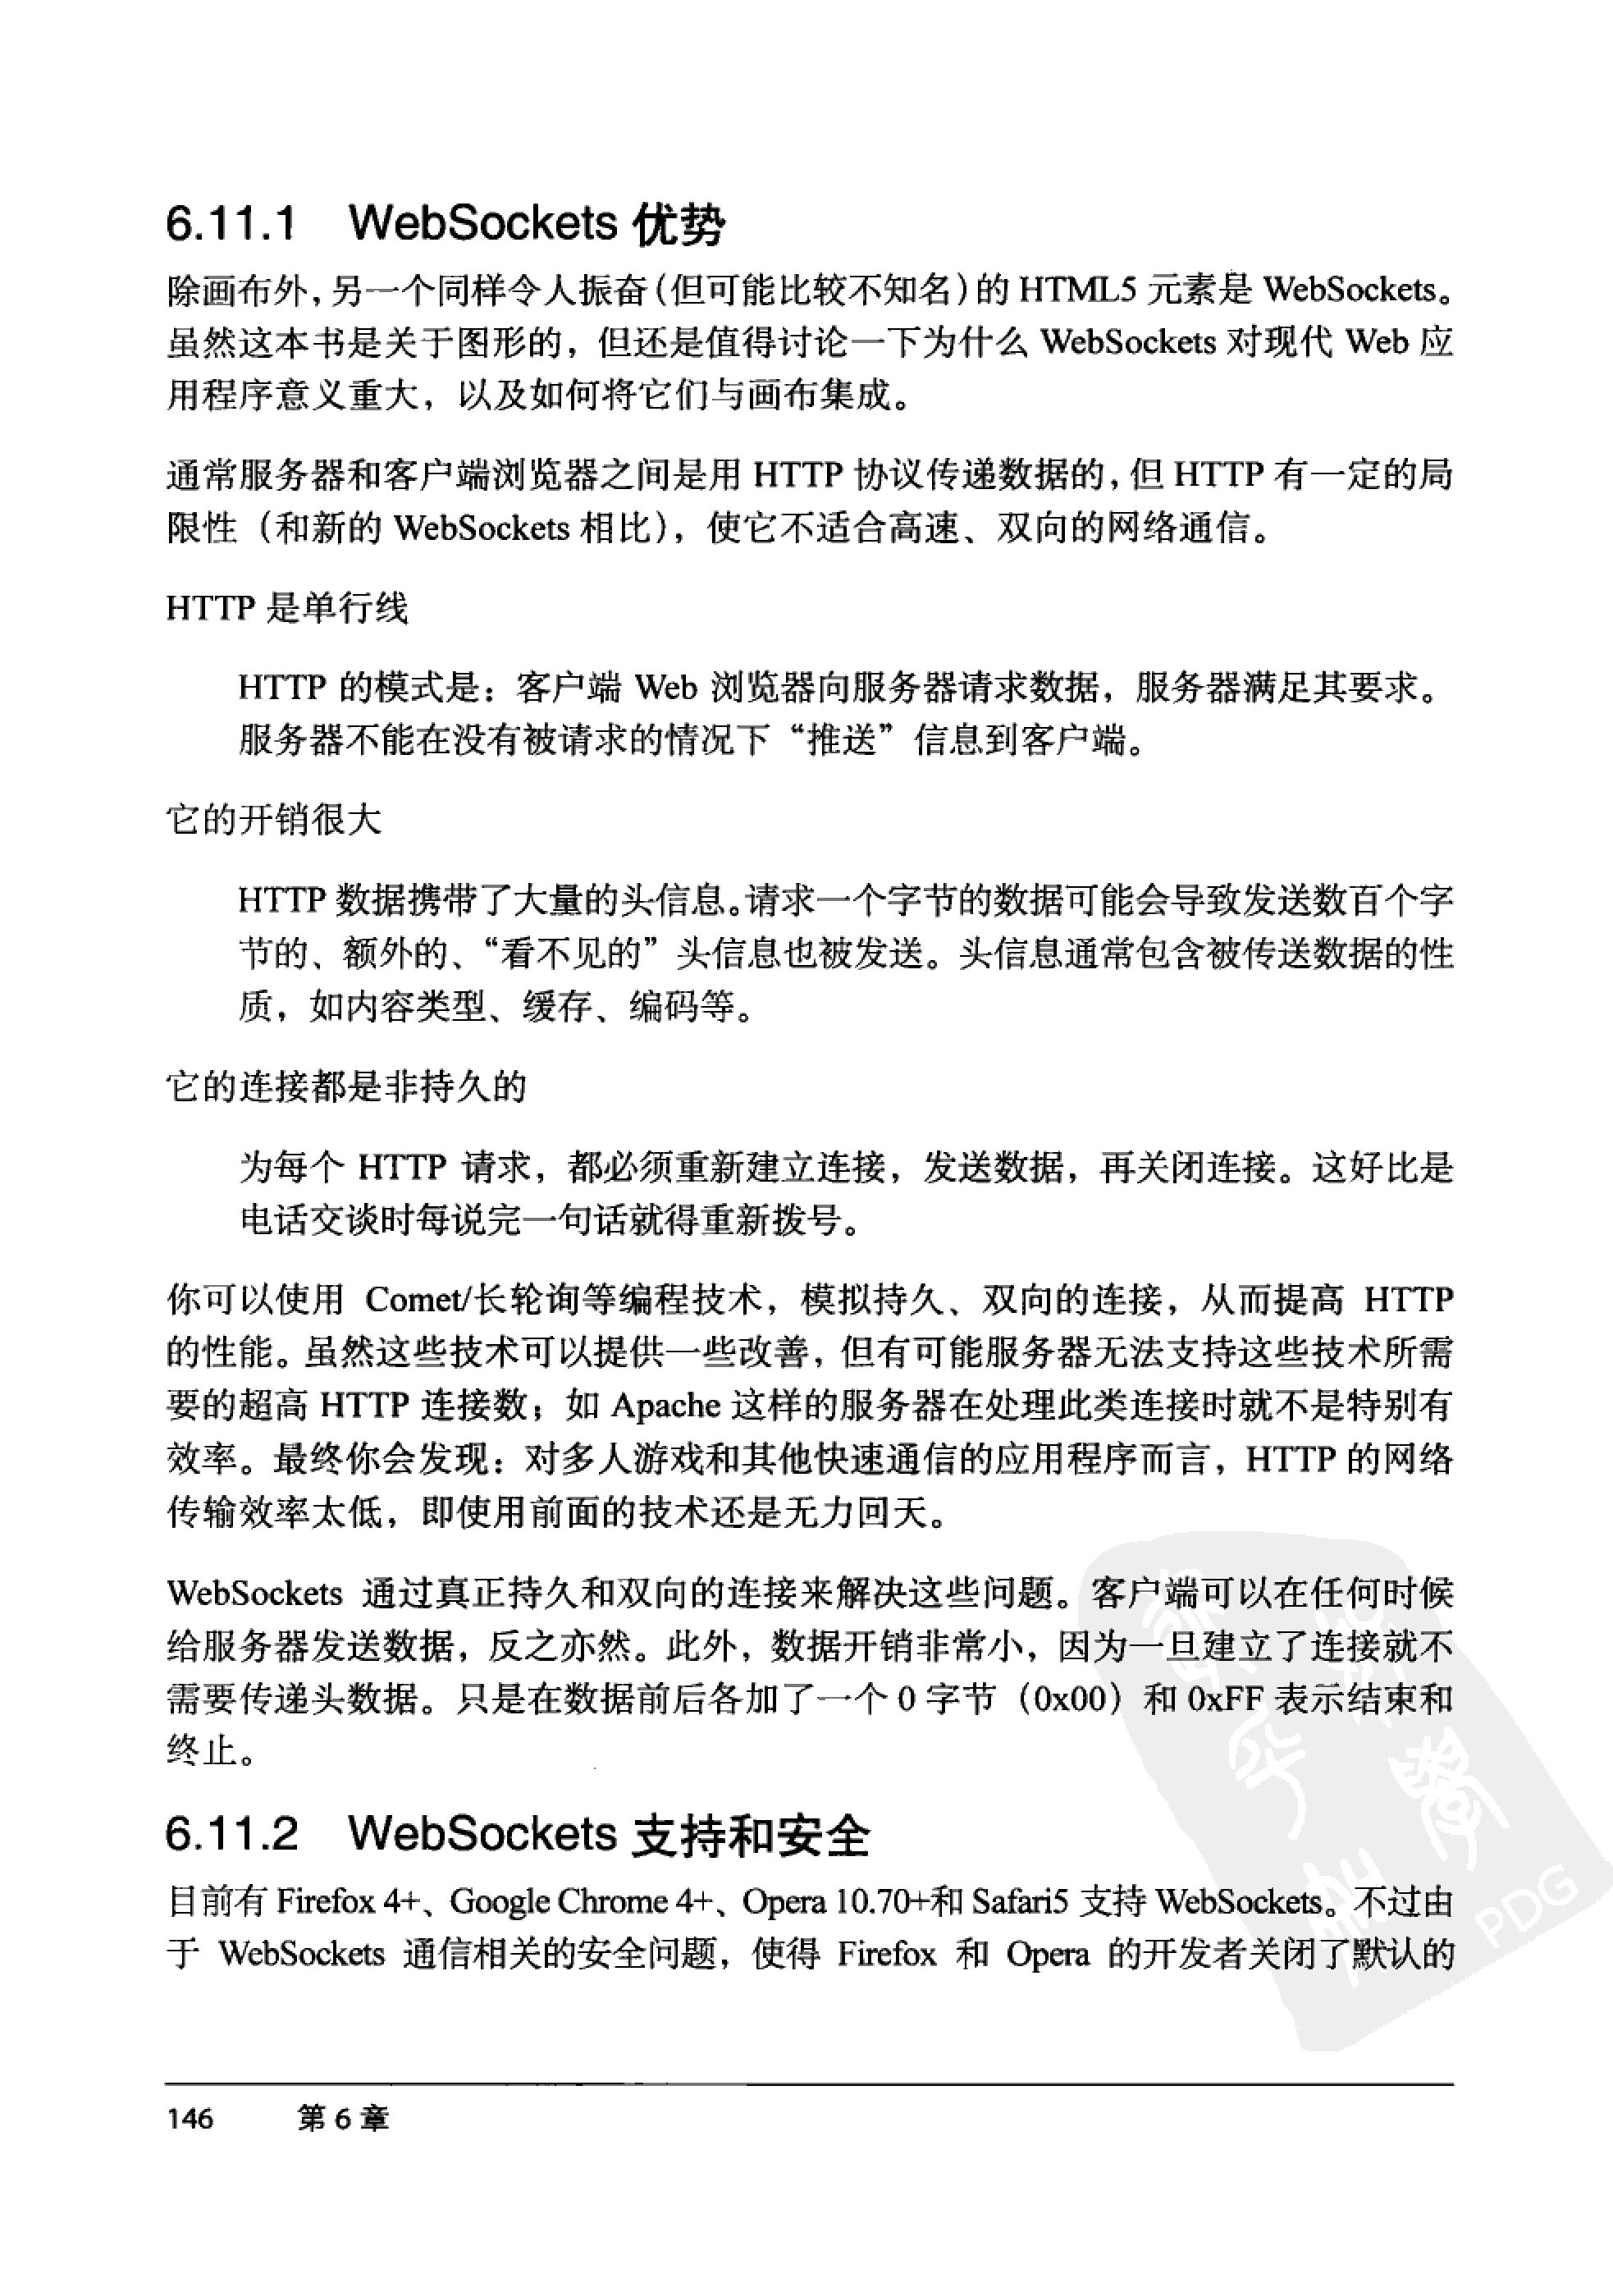 6.11.1 WebSockets 优势
除画布外，另一个同样令人振奋（但可能比较不知名）的 HTML5 元素是 WebSockets。
虽然这本书是关于图形的，但还是值得讨论一下为什么 WebSockets 对现代 Web 应
用程序意义重大，以及如何将它们与画布集成。
通常服务器和客户端浏览器之间是用 HTTP 协议传递数据的，但 HTTP 有一定的局
限性（和新的 WebSockets 相比），使它不适合高速、双向的网络通信。
HTTP 是单行线
HTTP 的模式是：客户端 Web 浏览器向服务器请求数据，服务器满足其要求。
服务器不能在没有被请求的情况下“推送”信息到客户端。
它的开销很大
HTTP 数据携带了大量的头信息。请求一个字节的数据可能会导致发送数百个字
节的、额外的、“看不见的”头信息也被发送。头信息通常包含被传送数据的性
质，如内容类型、缓存、编码等。
它的连接都是非持久的
为每个 HTTP 请求，都必须重新建立连接，发送数据，再关闭连接。这好比是
电话交谈时每说完一句话就得重新拨号。
你可以使用 Comet/长轮询等编程技术，模拟持久、双向的连接，从而提高 HTTP
的性能。虽然这些技术可以提供一些改善，但有可能服务器无法支持这些技术所需
要的超高 HTTP 连接数；如 Apache 这样的服务器在处理此类连接时就不是特别有
效率。最终你会发现：对多人游戏和其他快速通信的应用程序而言，HTTP 的网络
传输效率太低，即使用前面的技术还是无力回天。
WebSockets 通过真正持久和双向的连接来解决这些问题。客户端可以在任何时候
给服务器发送数据，反之亦然。此外，数据开销非常小，因为一旦建立了连接就不
需要传递头数据。只是在数据前后各加了一个 0 字节（0x00）和 0xFF 表示结束和
终止。
6.11.2 WebSockets 支持和安全
目前有 Firefox 4+、Google Chrome 4+、Opera 10.70+和 Safari5 支持 WebSockets。不过由
于 WebSockets 通信相关的安全问题，使得 Firefox 和 Opera 的开发者关闭了默认的
PDG
146 第 6 章